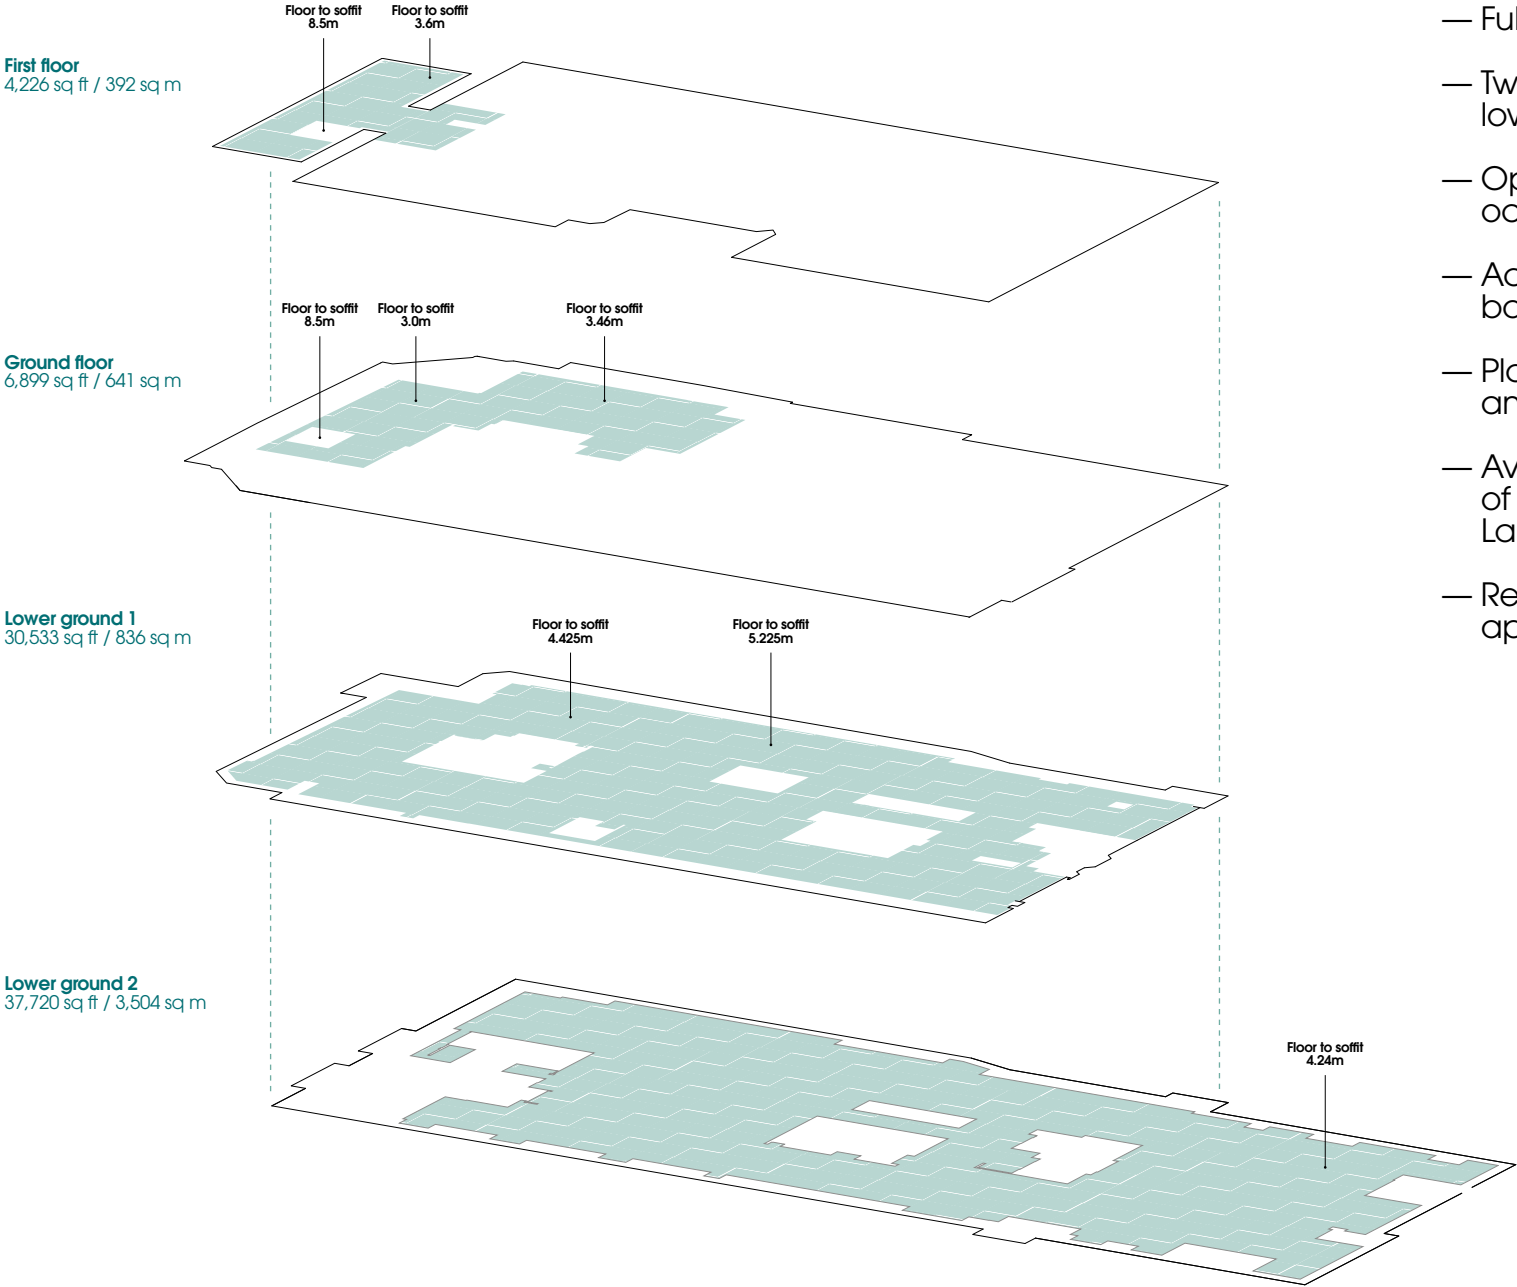 Floor to soffit
8.5m
Floor to soffit
3.6m
First floor
4,226 sq ft / 392 sq m
Floor to soffit
8.5m
Floor to soffit
3.0m
Floor to soffit
3.46m
Ground floor
6,899 sq ft / 641 sq m
Lower ground 1
30,533 sq ft / 836 sq m
Floor to soffit
4.425m
Floor to soffit
5.225m
Lower ground 2
37,720 sq ft / 3,504 sq m
Floor to soffit
4.24m
—
—
—
—
—
— 
of
—